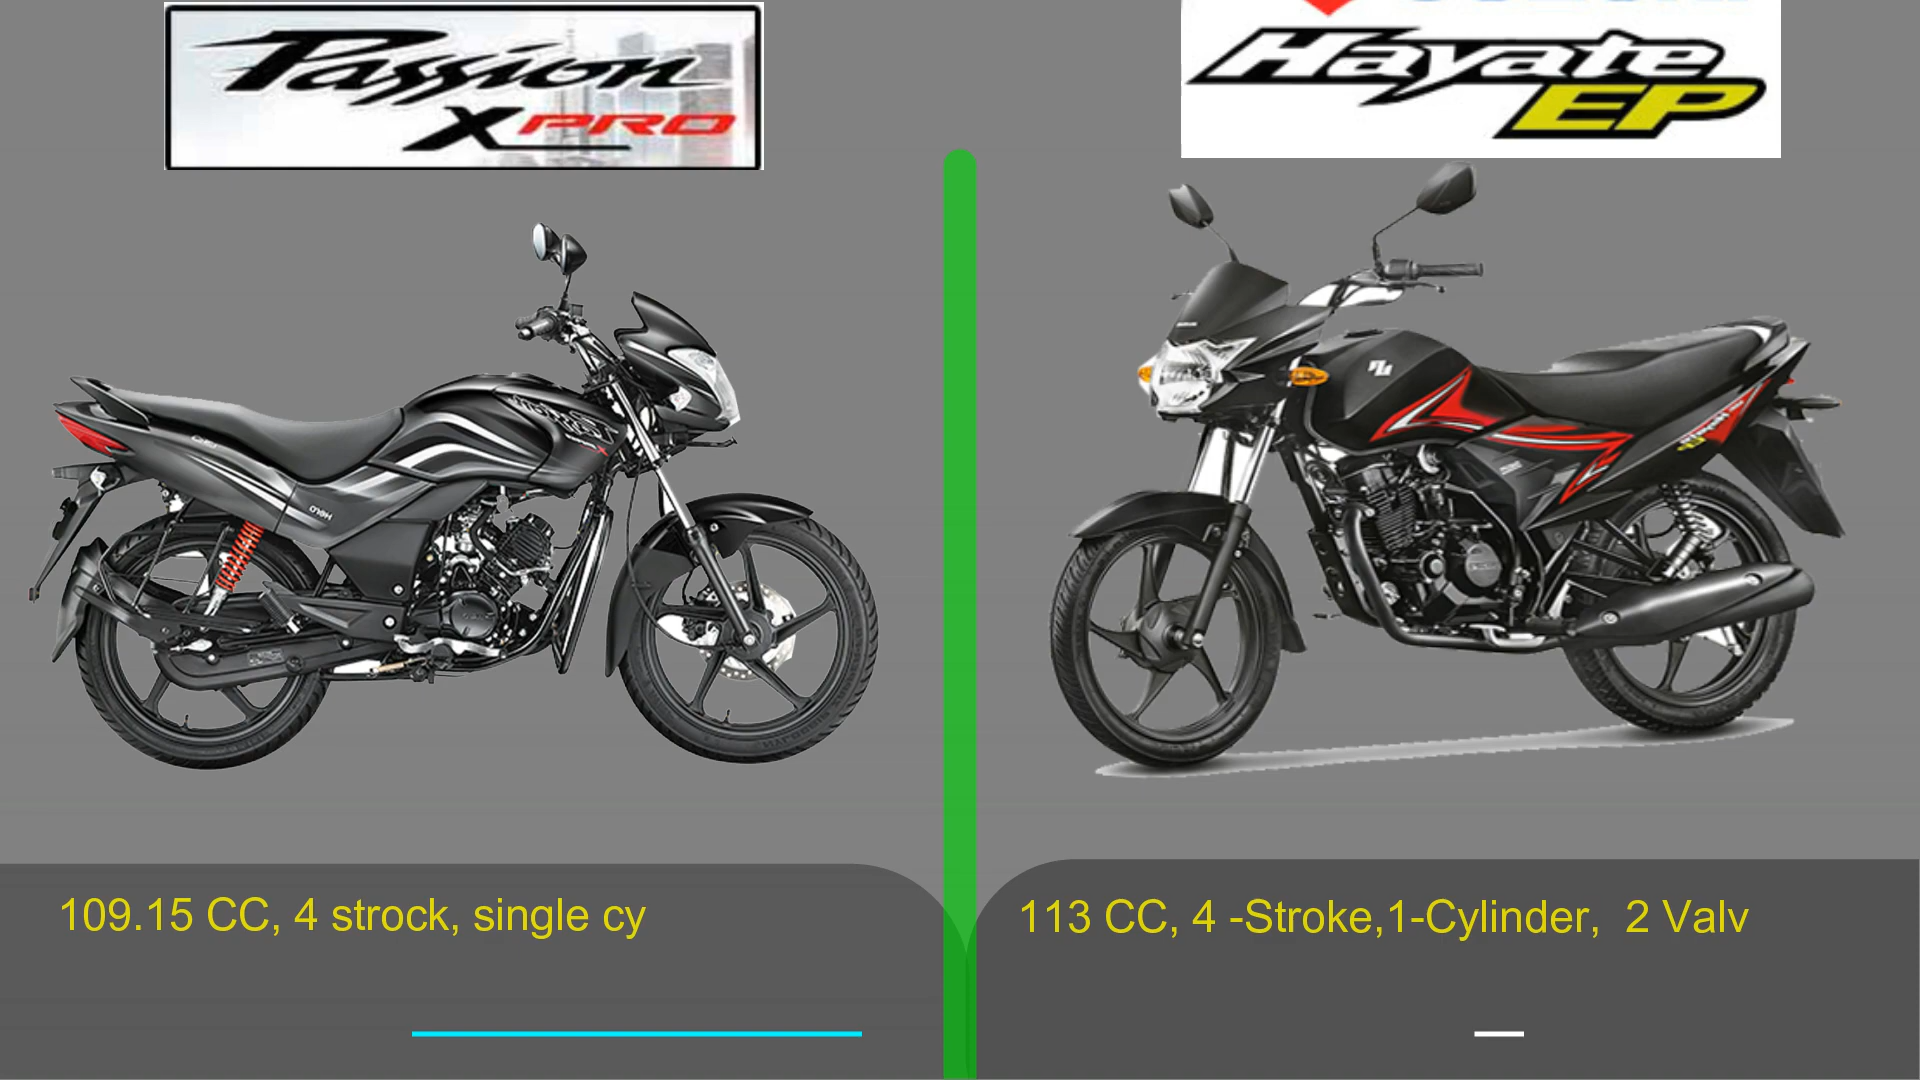 Passion
XPRO
Hayate
EP
109.15 CC, 4 strock, single cy
113 CC, 4 -Stroke,1-Cylinder,  2 Valv